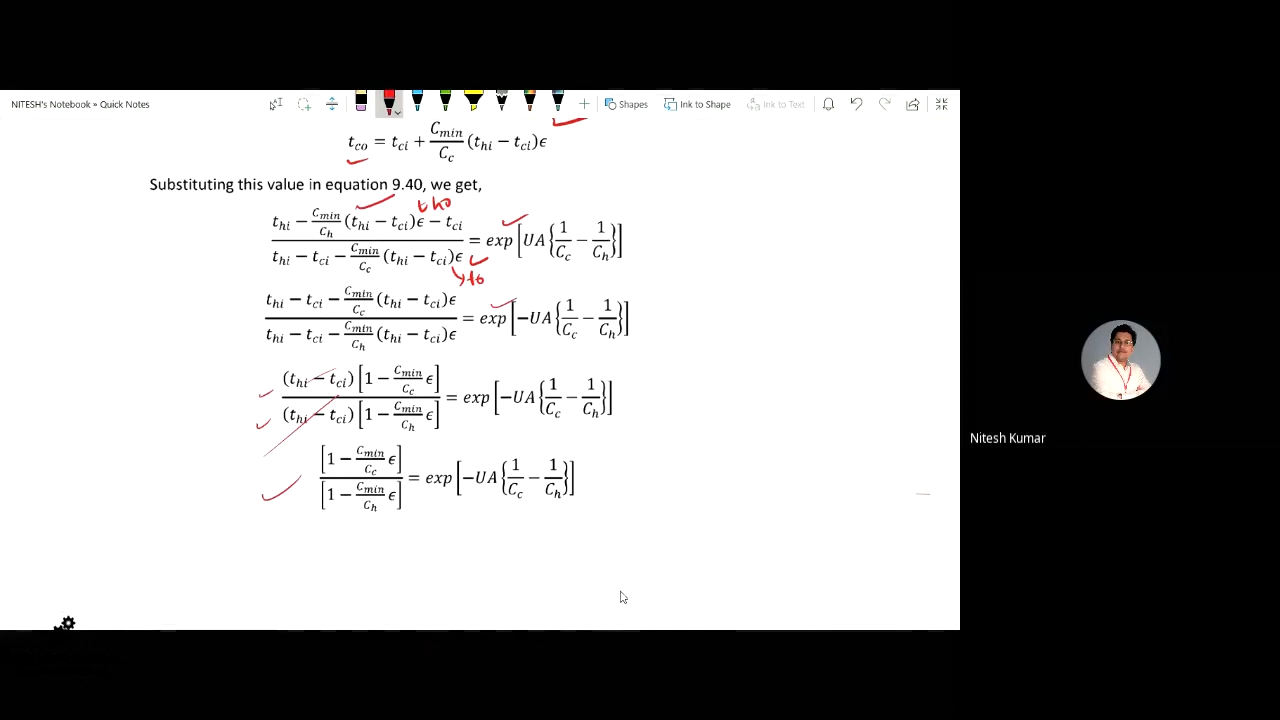 NITESH's Notebook » Quick Notes
Shapes
Ink to Shape
Ink to Text
t_co = t_ci + C_min/C_c (t_hi − t_ci)ϵ
Substituting this value in equation 9.40, we get,
tho
(t_hi − C_min/C_h (t_hi − t_ci)ϵ − t_ci) / (t_hi − t_ci − C_min/C_c (t_hi − t_ci)ϵ) = exp[UA{1/C_c − 1/C_h}]
(t_hi − t_ci − C_min/C_c (t_hi − t_ci)ϵ) / (t_hi − t_ci − C_min/C_h (t_hi − t_ci)ϵ) = exp[−UA{1/C_c − 1/C_h}]
(t_hi − t_ci)[1 − C_min/C_c ϵ] / (t_hi − t_ci)[1 − C_min/C_h ϵ] = exp[−UA{1/C_c − 1/C_h}]
[1 − C_min/C_c ϵ] / [1 − C_min/C_h ϵ] = exp[−UA{1/C_c − 1/C_h}]
Nitesh Kumar